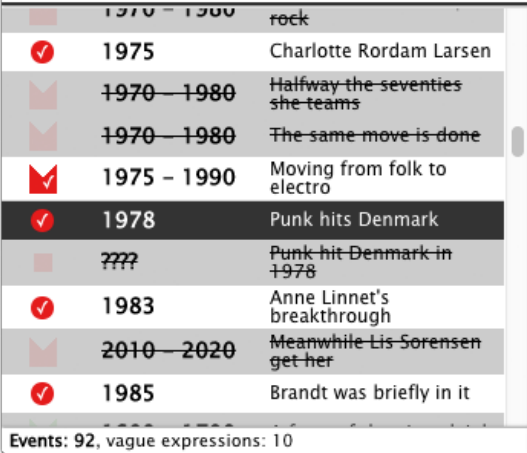 1970 – 1980
rock
1975 Charlotte Rordam Larsen
Halfway the seventies
1970 – 1980
she teams
1970 – 1980 The same move is done
Moving from folk to
1975 – 1990
electro
1978 Punk hits Denmark
Punk hit Denmark in
????
1978
1983 Anne Linnet's
breakthrough
2010 – 2020 Meanwhile Lis Sorensen
get her
1985 Brandt was briefly in it
Events: 92, vague expressions: 10